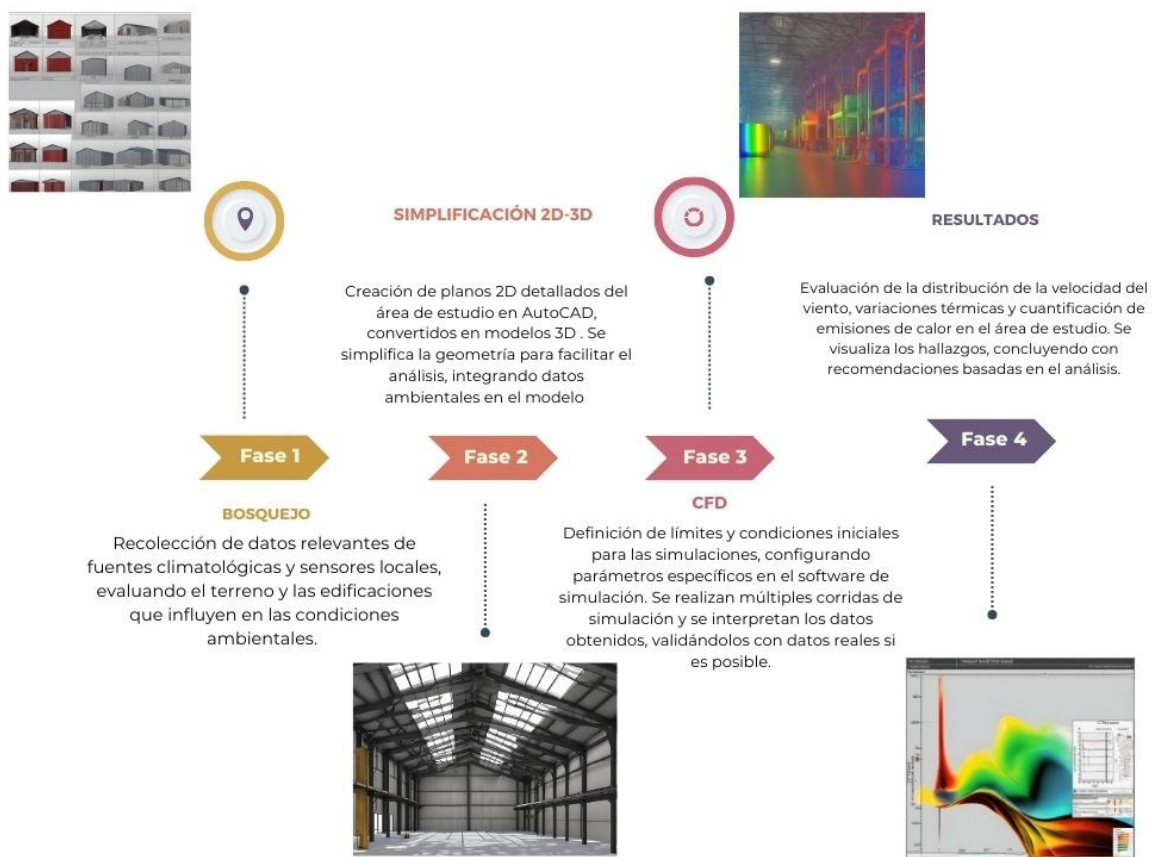 SIMPLIFICACIÓN 2D-3D
Creación de planos 2D detallados del
área de estudio en AutoCAD,
convertidos en modelos 3D . Se
simplifica la geometría para facilitar el
análisis, integrando datos
ambientales en el modelo
RESULTADOS
Evaluación de la distribución de la velocidad del
viento, variaciones térmicas y cuantificación de
emisiones de calor en el área de estudio. Se
visualiza los hallazgos, concluyendo con
recomendaciones basadas en el análisis.
Fase 1
Fase 2
Fase 3
Fase 4
BOSQUEJO
Recolección de datos relevantes de
fuentes climatológicas y sensores locales,
evaluando el terreno y las edificaciones
que influyen en las condiciones
ambientales.
CFD
Definición de límites y condiciones iniciales
para las simulaciones, configurando
parámetros específicos en el software de
simulación. Se realizan múltiples corridas de
simulación y se interpretan los datos
obtenidos, validándolos con datos reales si
es posible.